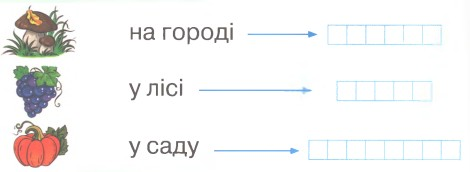 на городі
у лісі
у саду